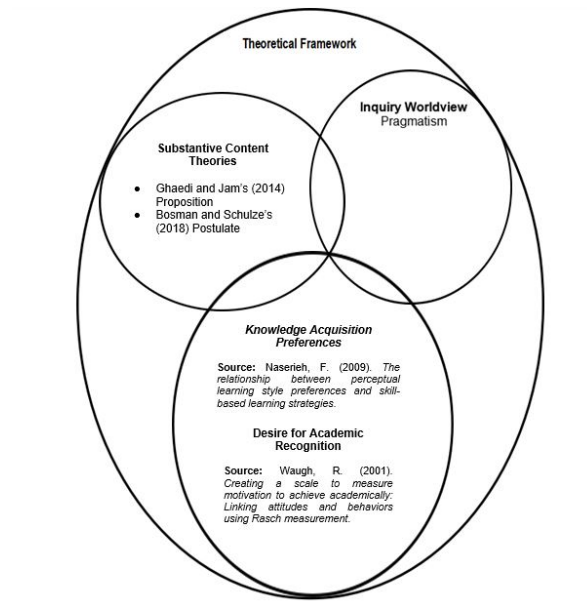 Theoretical Framework
Inquiry Worldview
Pragmatism
Substantive Content
Theories
● Ghaedi and Jam's (2014)
Proposition
● Bosman and Schulze's
(2018) Postulate
Knowledge Acquisition
Preferences
Source: Naserieh, F. (2009). The
relationship between perceptual
learning style preferences and skill-
based learning strategies.
Desire for Academic
Recognition
Source: Waugh, R. (2001).
Creating a scale to measure
motivation to achieve academically:
Linking attitudes and behaviors
using Rasch measurement.